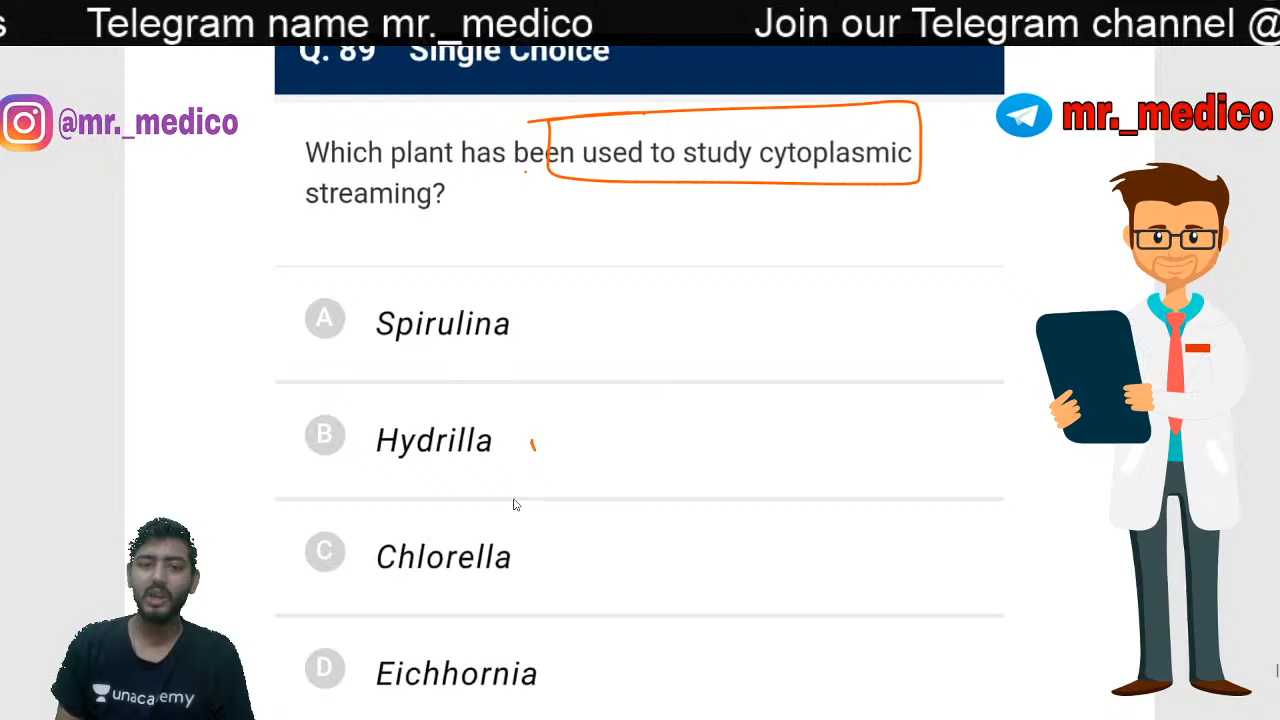 s Telegram name mr._medico Join our Telegram channel @
Q. 89 Single Choice
@mr._medico
mr._medico
Which plant has been used to study cytoplasmic
streaming?
A Spirulina
B Hydrilla
C Chlorella
D Eichhornia
unacademy